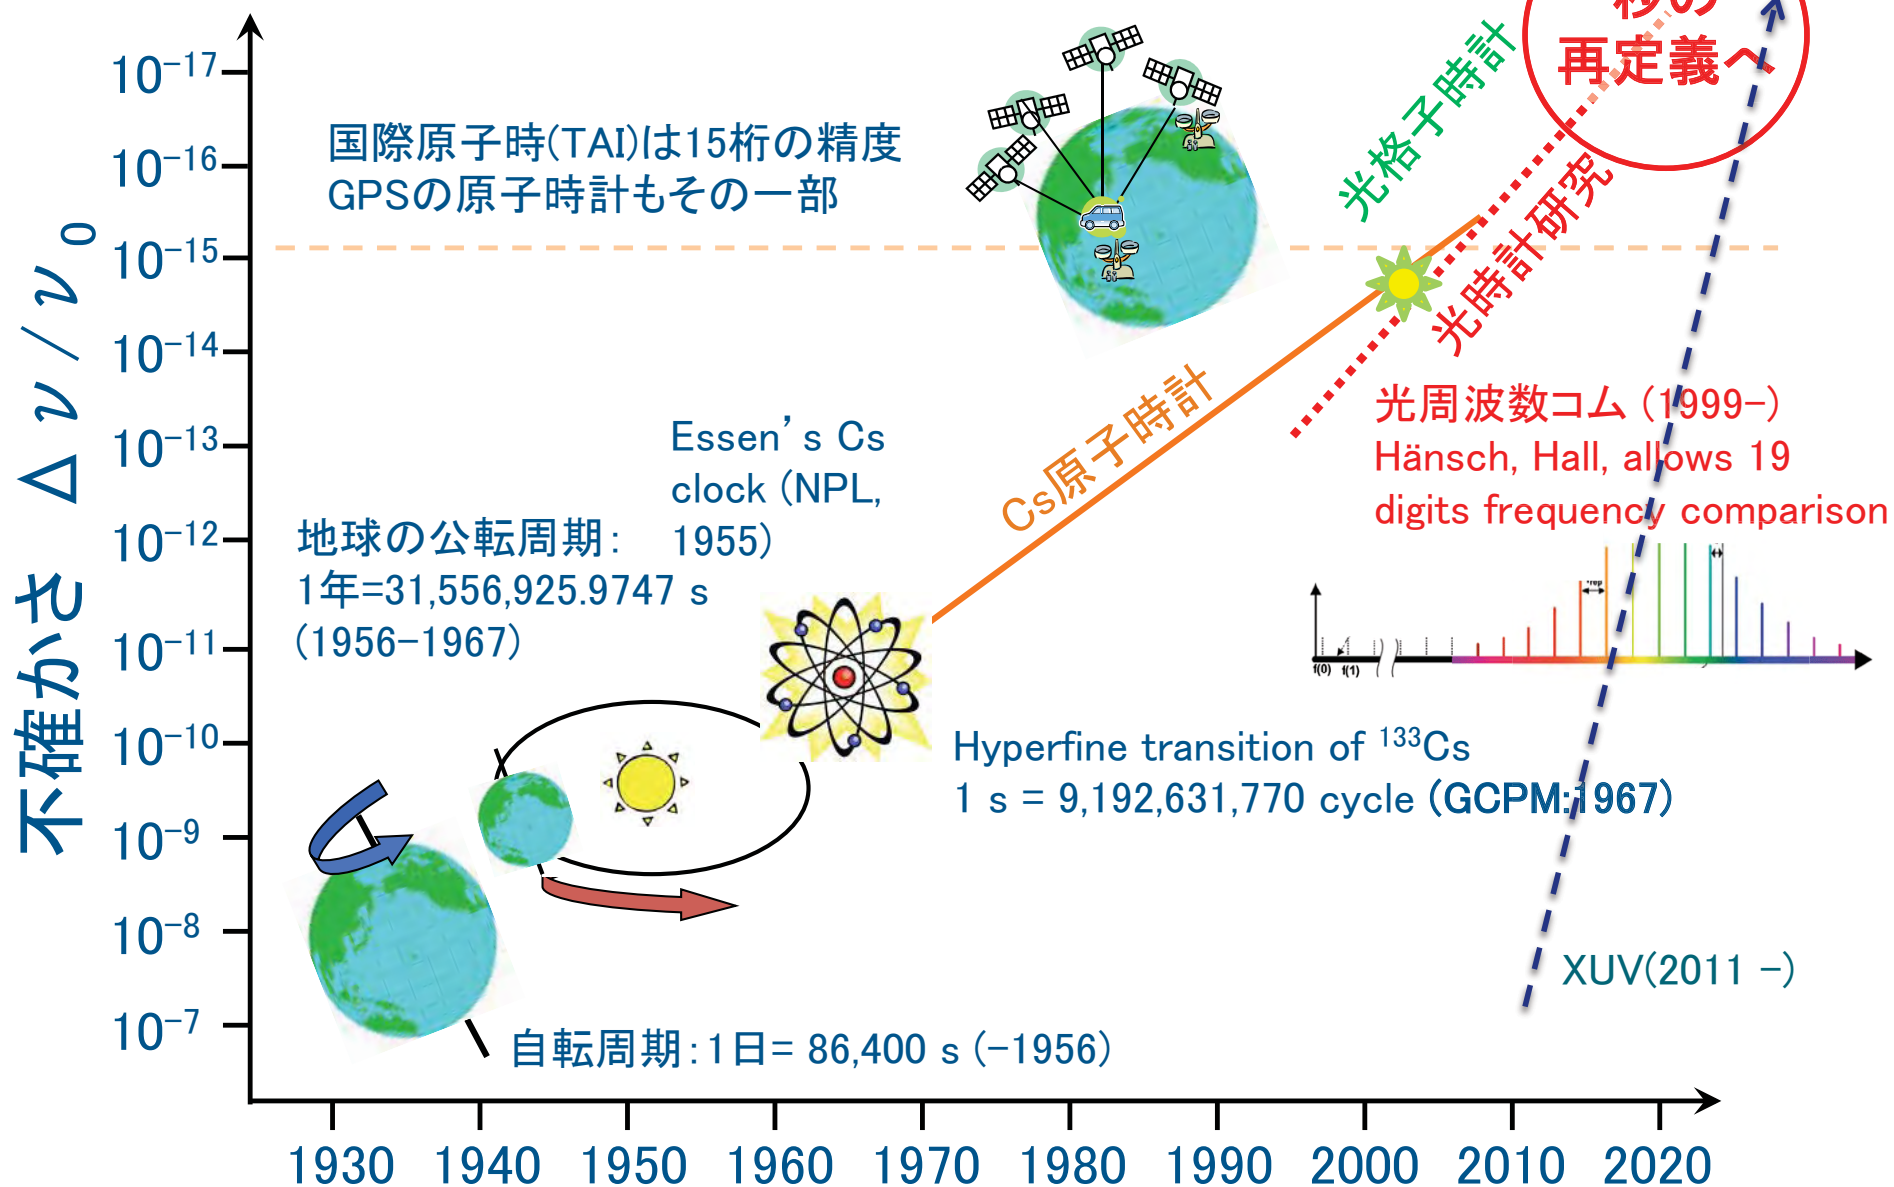 秒の
再定義へ
光格子時計
光時計研究
国際原子時(TAI)は15桁の精度
GPSの原子時計もその一部
不確かさ Δν/ν0
10−17
10−16
10−15
10−14
10−13
10−12
10−11
10−10
10−9
10−8
10−7
Cs原子時計
Essen's Cs
clock (NPL,
1955)
地球の公転周期:
1年=31,556,925.9747 s
(1956−1967)
光周波数コム (1999−)
Hänsch, Hall, allows 19
digits frequency comparison
f(0) f(1)
Hyperfine transition of 133Cs
1 s = 9,192,631,770 cycle (GCPM:1967)
XUV(2011 −)
自転周期:1日= 86,400 s (−1956)
1930 1940 1950 1960 1970 1980 1990 2000 2010 2020